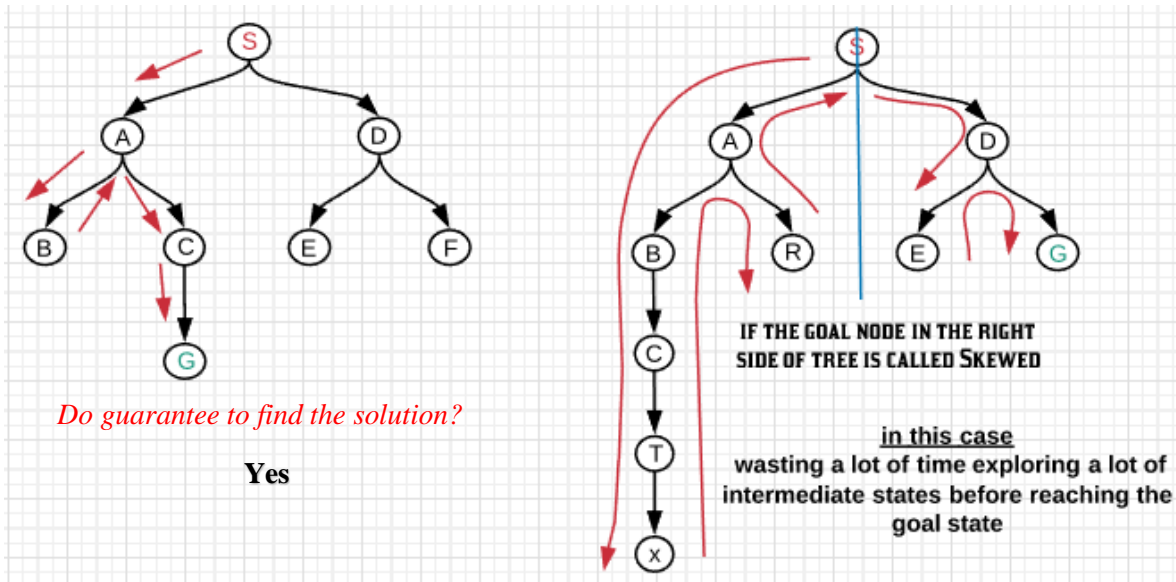 S
A
D
B
C
E
F
G
Do guarantee to find the solution?
Yes
S
A
D
B
R
E
G
C
T
x
IF THE GOAL NODE IN THE RIGHT
SIDE OF TREE IS CALLED SKEWED
in this case
wasting a lot of time exploring a lot of
intermediate states before reaching the
goal state